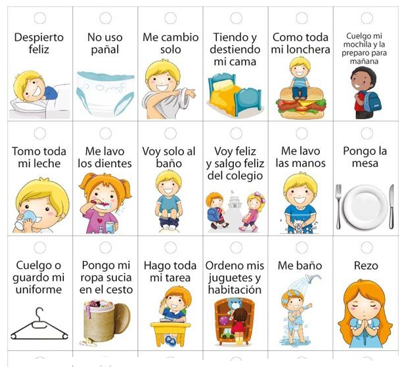 Despierto
feliz
No uso
pañal
Me cambio
solo
Tiendo y
destiendo
mi cama
Como toda
mi lonchera
Cuelgo mi
mochila y la
preparo para
mañana
Tomo toda
mi leche
Me lavo
los dientes
Voy solo al
baño
Voy feliz
y salgo feliz
del colegio
Me lavo
las manos
Pongo la
mesa
Cuelgo o
guardo mi
uniforme
Pongo mi
ropa sucia
en el cesto
Hago toda
mi tarea
Ordeno mis
juguetes y
habitación
Me baño
Rezo